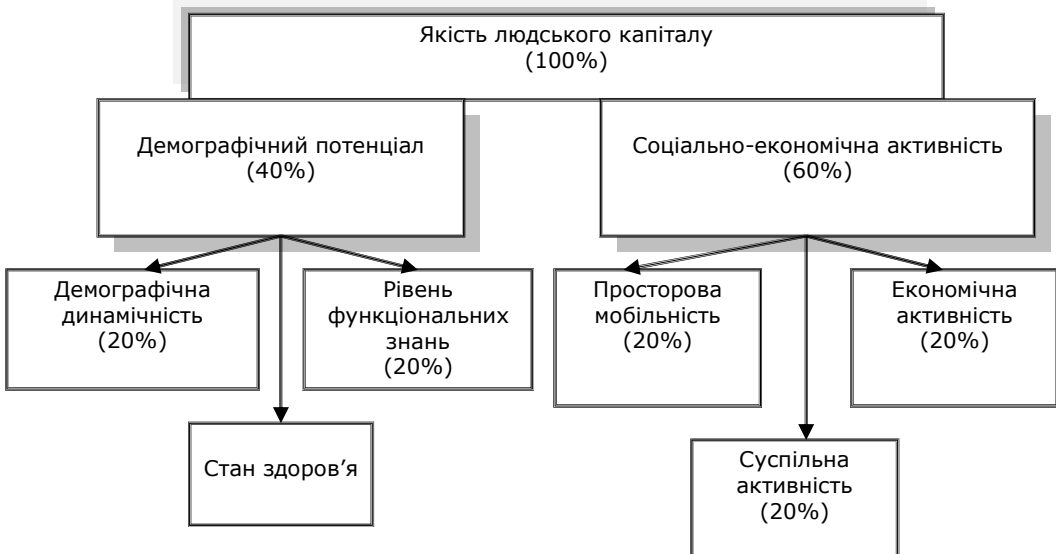 Якість людського капіталу
(100%)
Демографічний потенціал
(40%)
Соціально-економічна активність
(60%)
Демографічна
динамічність
(20%)
Рівень
функціональних
знань
(20%)
Просторова
мобільність
(20%)
Економічна
активність
(20%)
Стан здоров’я
Суспільна
активність
(20%)